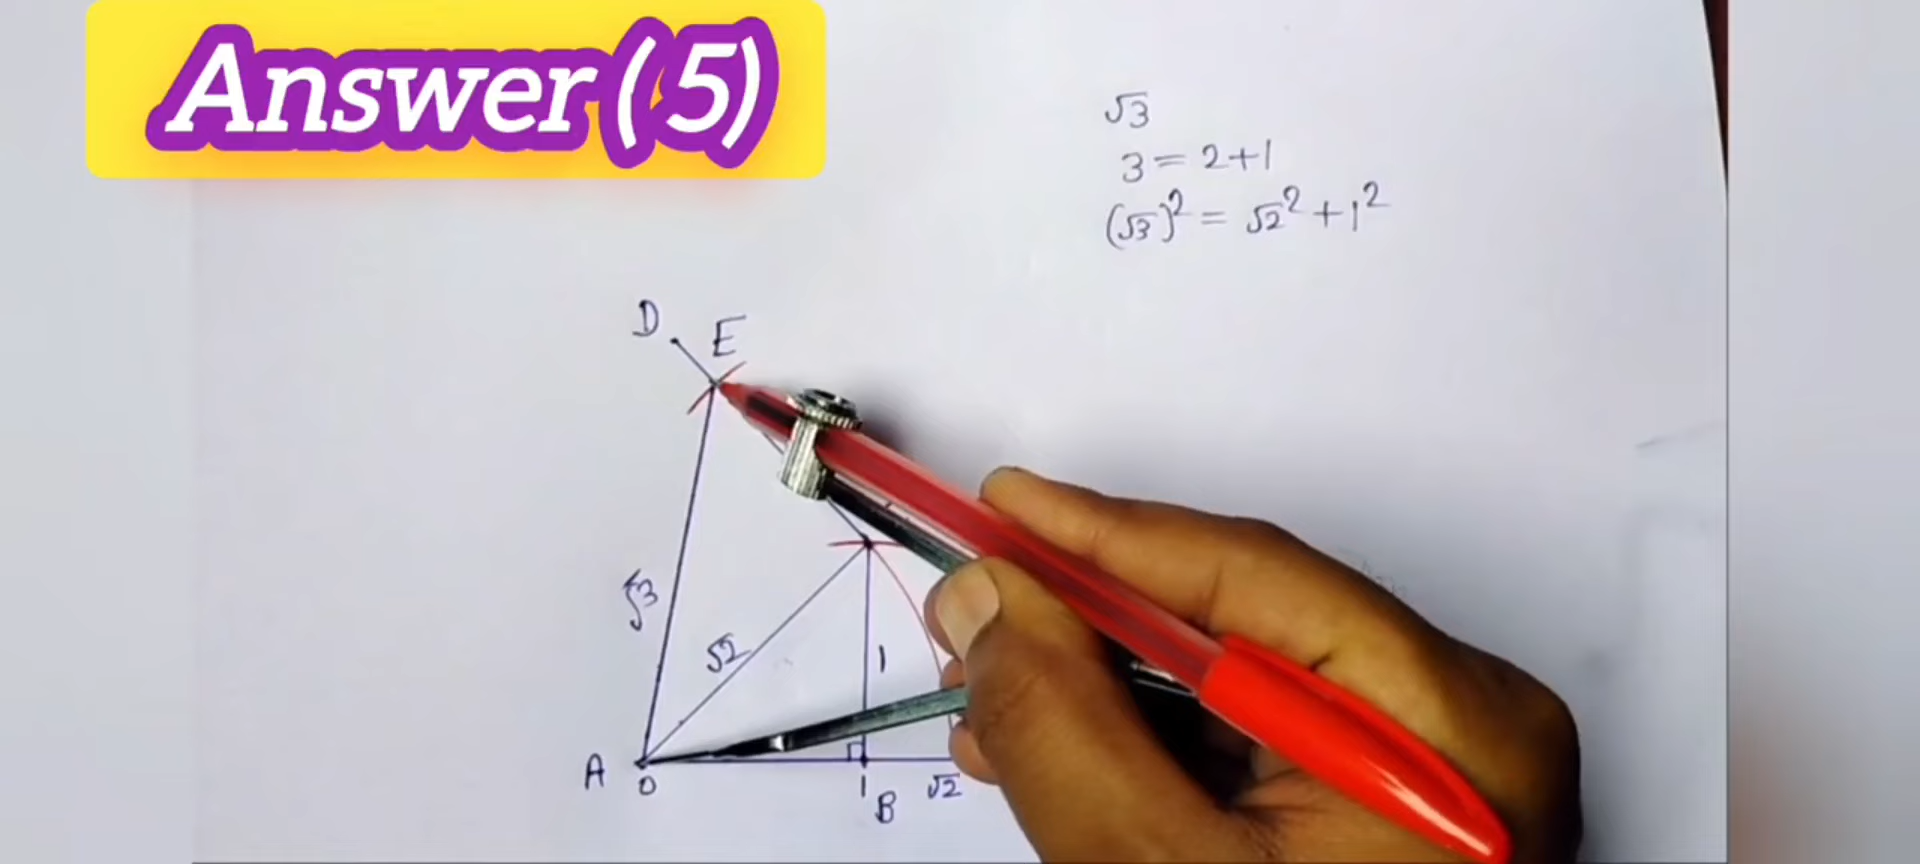 Answer (5)
√3
3 = 2+1
(√3)² = √2² + 1²
D E
√3
√2
1
A
0
1
B
√2